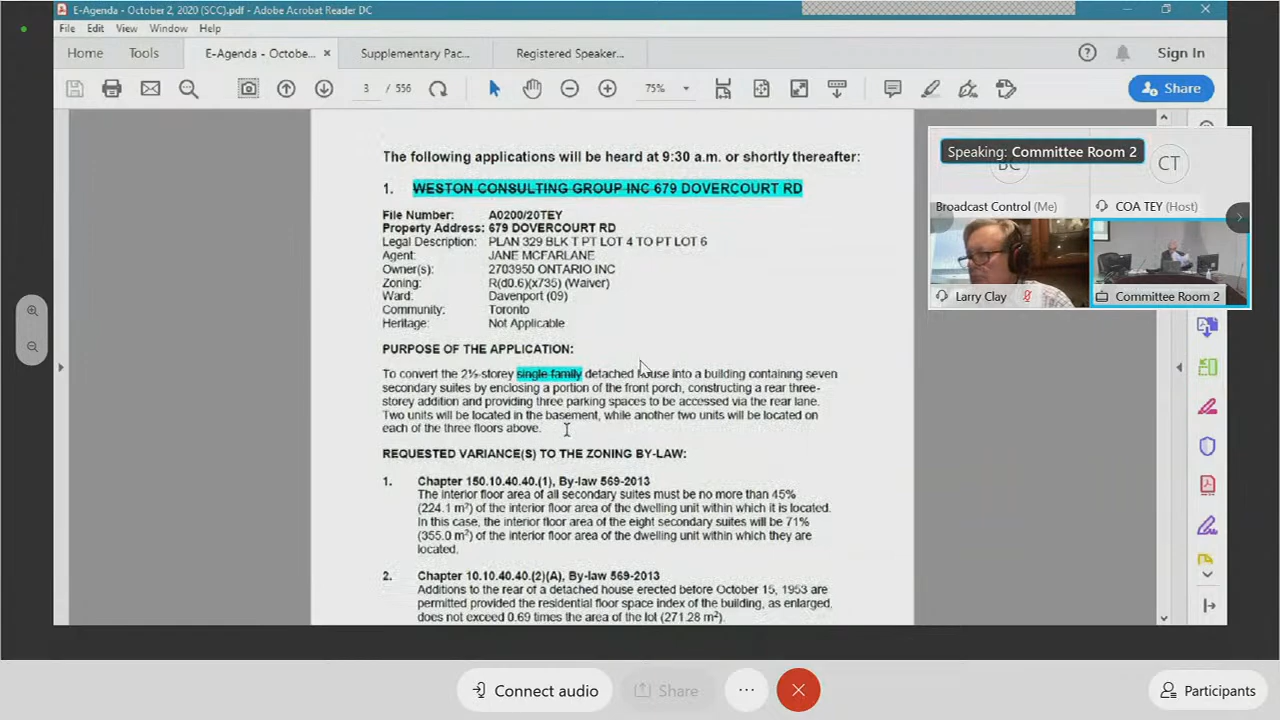 E-Agenda - October 2, 2020 (SCC).pdf - Adobe Acrobat Reader DC
File Edit View Window Help
Home Tools E-Agenda - Octobe... × Supplementary Pac... Registered Speaker... Sign In
3 / 556 75% Share
The following applications will be heard at 9:30 a.m. or shortly thereafter:
1. WESTON CONSULTING GROUP INC 679 DOVERCOURT RD
File Number: A0200/20TEY
Property Address: 679 DOVERCOURT RD
Legal Description: PLAN 329 BLK T PT LOT 4 TO PT LOT 6
Agent: JANE MCFARLANE
Owner(s): 2703950 ONTARIO INC
Zoning: R(d0.6)(x735) (Waiver)
Ward: Davenport (09)
Community: Toronto
Heritage: Not Applicable
PURPOSE OF THE APPLICATION:
To convert the 2½-storey single family detached house into a building containing seven
secondary suites by enclosing a portion of the front porch, constructing a rear three-
storey addition and providing three parking spaces to be accessed via the rear lane.
Two units will be located in the basement, while another two units will be located on
each of the three floors above.
REQUESTED VARIANCE(S) TO THE ZONING BY-LAW:
1. Chapter 150.10.40.40.(1), By-law 569-2013
The interior floor area of all secondary suites must be no more than 45%
(224.1 m²) of the interior floor area of the dwelling unit within which it is located.
In this case, the interior floor area of the eight secondary suites will be 71%
(355.0 m²) of the interior floor area of the dwelling unit within which they are
located.
2. Chapter 10.10.40.40.(2)(A), By-law 569-2013
Additions to the rear of a detached house erected before October 15, 1953 are
permitted provided the residential floor space index of the building, as enlarged,
does not exceed 0.69 times the area of the lot (271.28 m²).
Speaking: Committee Room 2
BC CT
Broadcast Control (Me) COA TEY (Host)
Larry Clay Committee Room 2
Connect audio Share ... Participants